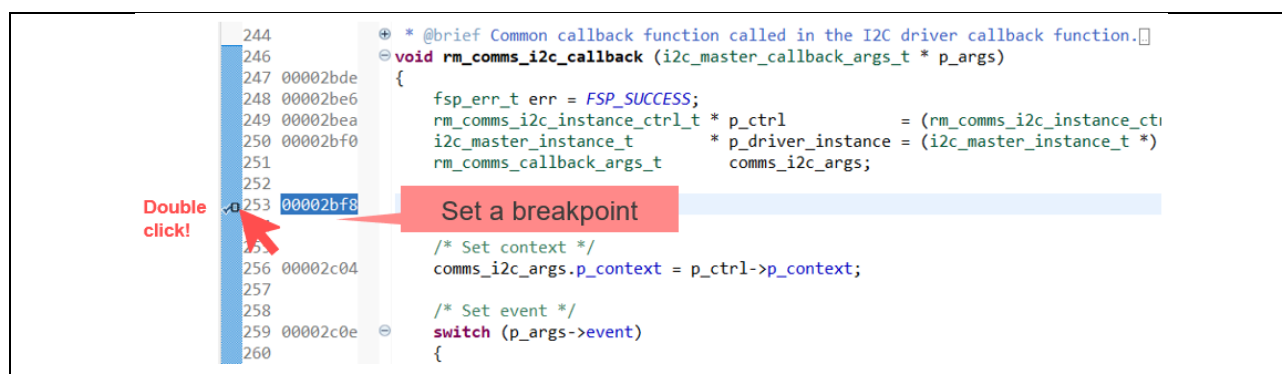 244 * @brief Common callback function called in the I2C driver callback function.
246 void rm_comms_i2c_callback (i2c_master_callback_args_t * p_args)
247 00002bde {
248 00002be6 fsp_err_t err = FSP_SUCCESS;
249 00002bea rm_comms_i2c_instance_ctrl_t * p_ctrl = (rm_comms_i2c_instance_ctr
250 00002bf0 i2c_master_instance_t * p_driver_instance = (i2c_master_instance_t *)
251 rm_comms_callback_args_t comms_i2c_args;
252
Double click!
253 00002bf8 Set a breakpoint
255 /* Set context */
256 00002c04 comms_i2c_args.p_context = p_ctrl->p_context;
257
258 /* Set event */
259 00002c0e switch (p_args->event)
260 {